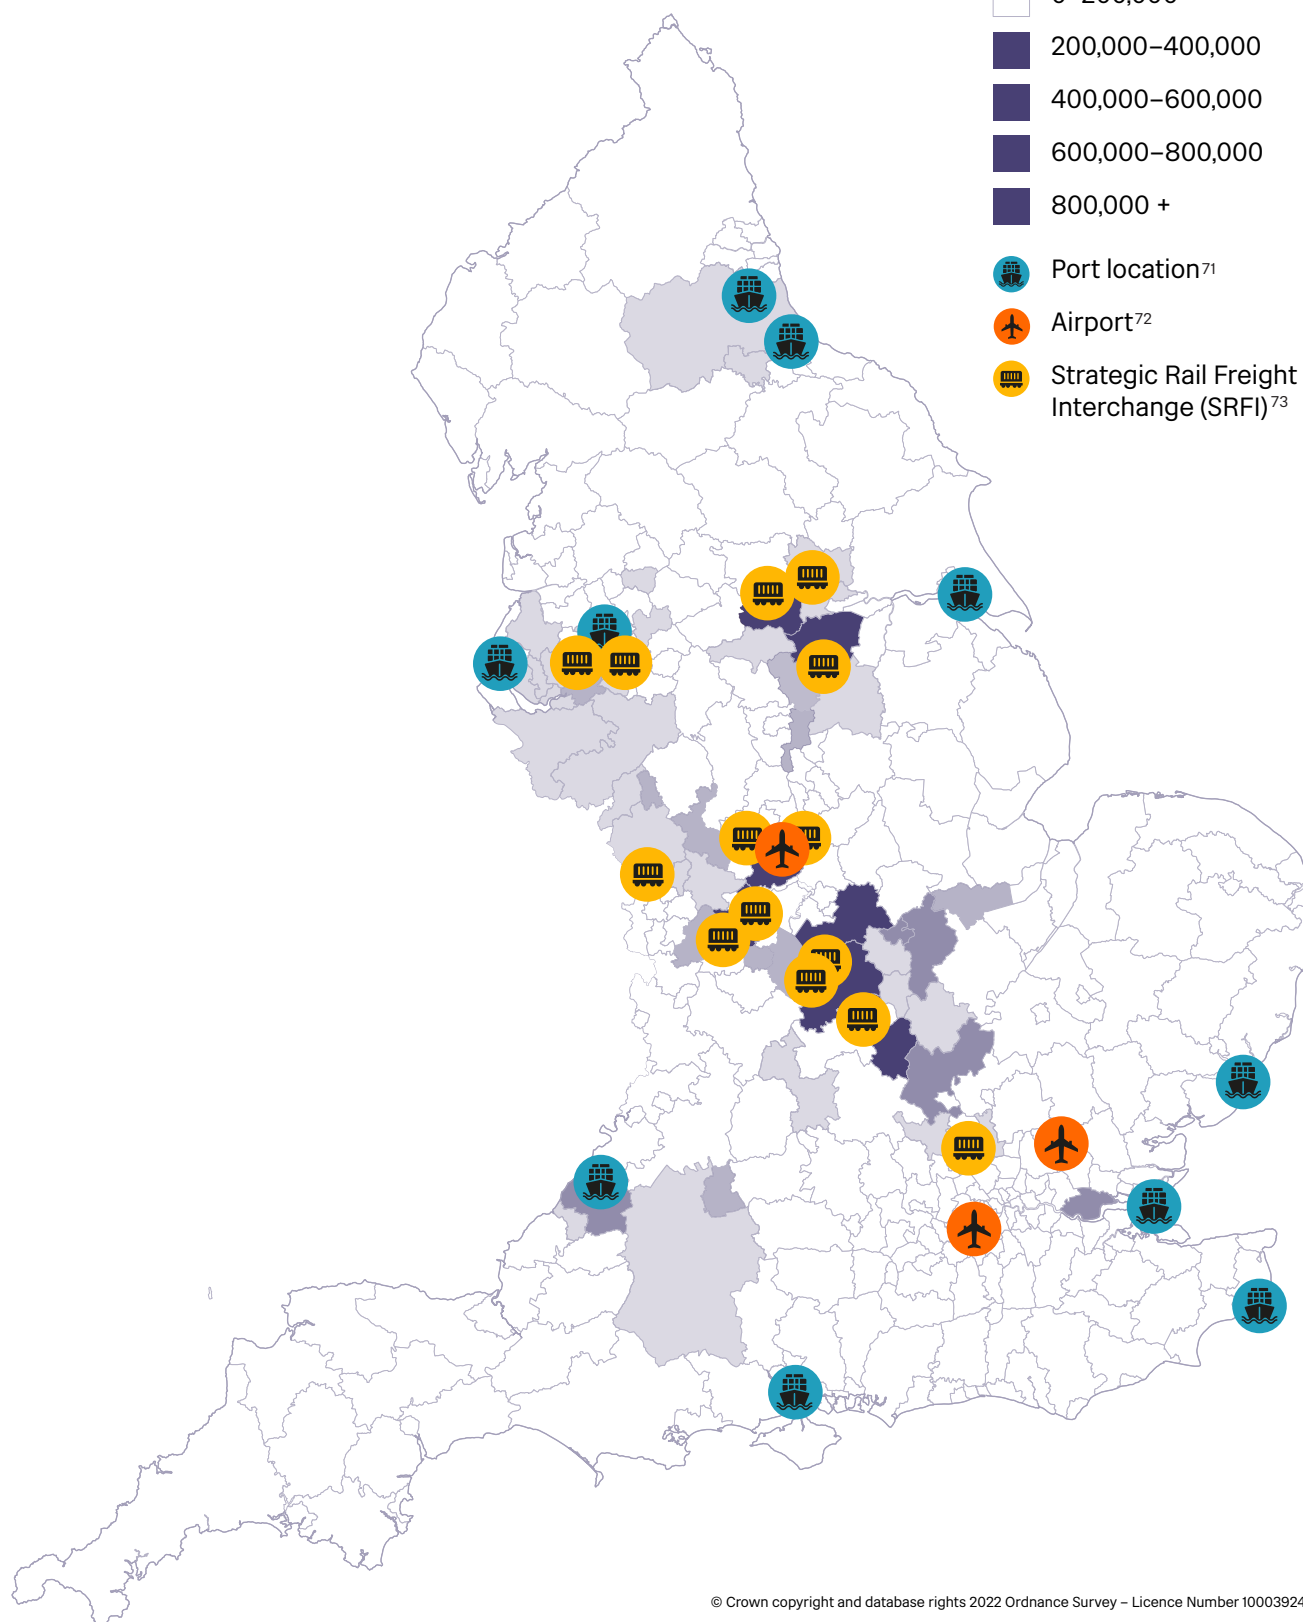 200,000–400,000
400,000–600,000
600,000–800,000
800,000 +
Port location71
Airport72
Strategic Rail Freight
Interchange (SRFI)73
© Crown copyright and database rights 2022 Ordnance Survey – Licence Number 10003924